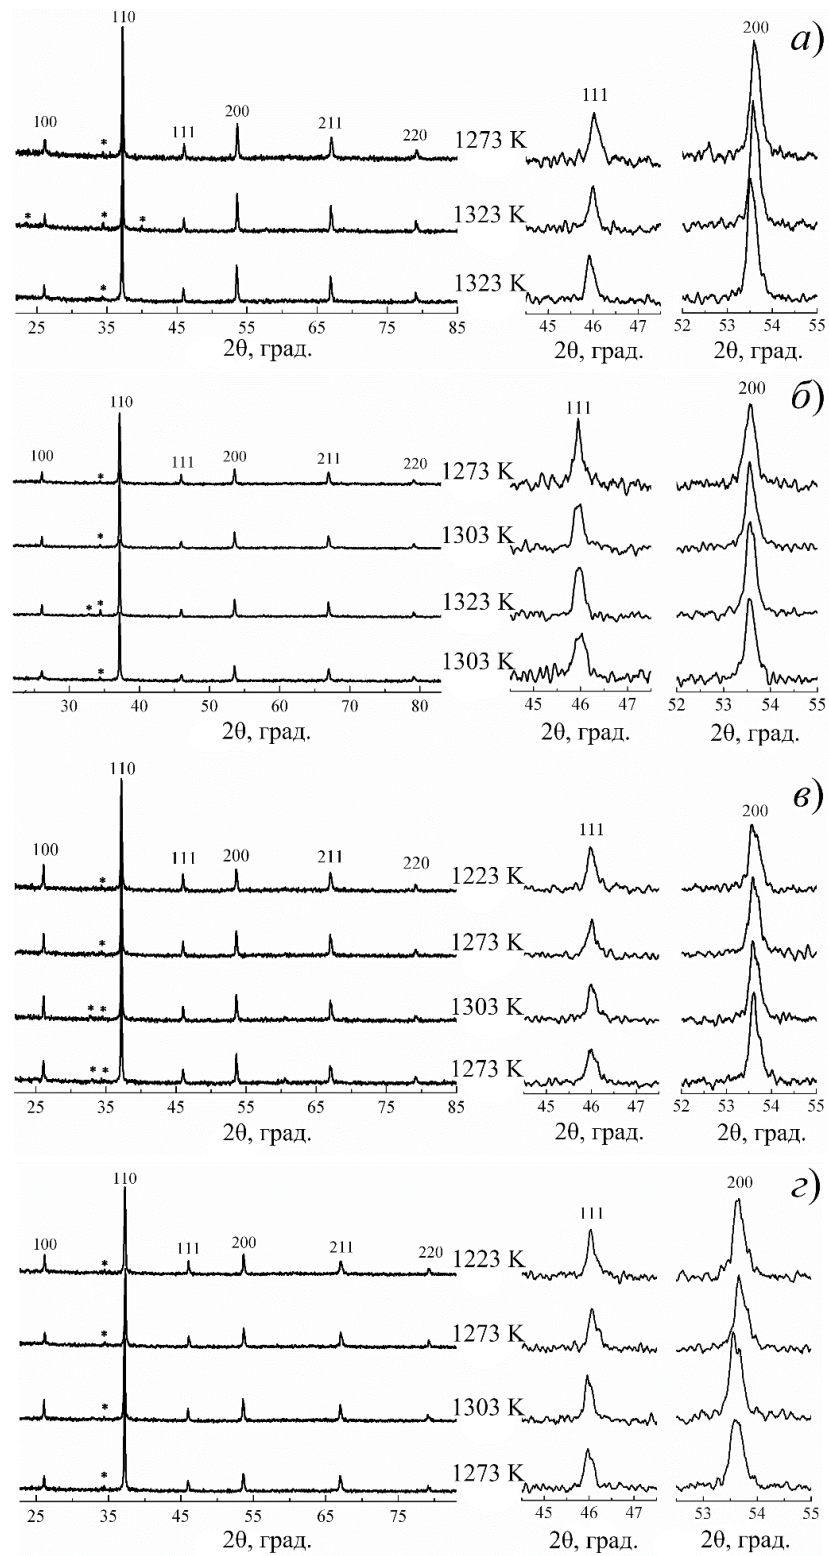 110
200
а)
111
100
200
111
211
220
*
1273 K
* * *
1323 K
*
1323 K
25 35 45 55 65 75 85
45 46 47
52 53 54 55
2θ, град. 2θ, град. 2θ, град.
б)
200
110
111
100
111 200 211 220
*
1273 K
*
1303 K
* *
1323 K
*
1303 K
30 40 50 60 70 80
45 46 47
52 53 54 55
2θ, град. 2θ, град. 2θ, град.
110
в)
200
111
100 111 200 211 220
*
1223 K
*
1273 K
* *
1303 K
* *
1273 K
25 35 45 55 65 75 85
45 46 47
52 53 54 55
2θ, град. 2θ, град. 2θ, град.
110
200
г)
111
100 111 200 211 220
*
1223 K
*
1273 K
*
1303 K
*
1273 K
25 35 45 55 65 75
45 46 47
53 54 55
2θ, град. 2θ, град. 2θ, град.